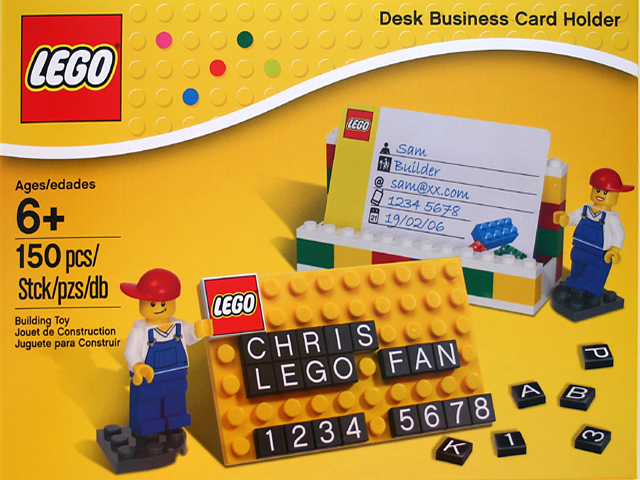 Desk Business Card Holder
LEGO
Ages/edades
6+
150 pcs/
Stck/pzs/db
Building Toy
Jouet de Construction
Juguete para Construir
LEGO
Sam
Builder
@ sam@xx.com
1234 5678
21 19/02/06
LEGO
CHRIS
LEGO FAN
1234 5678
P
A B
K 1 3